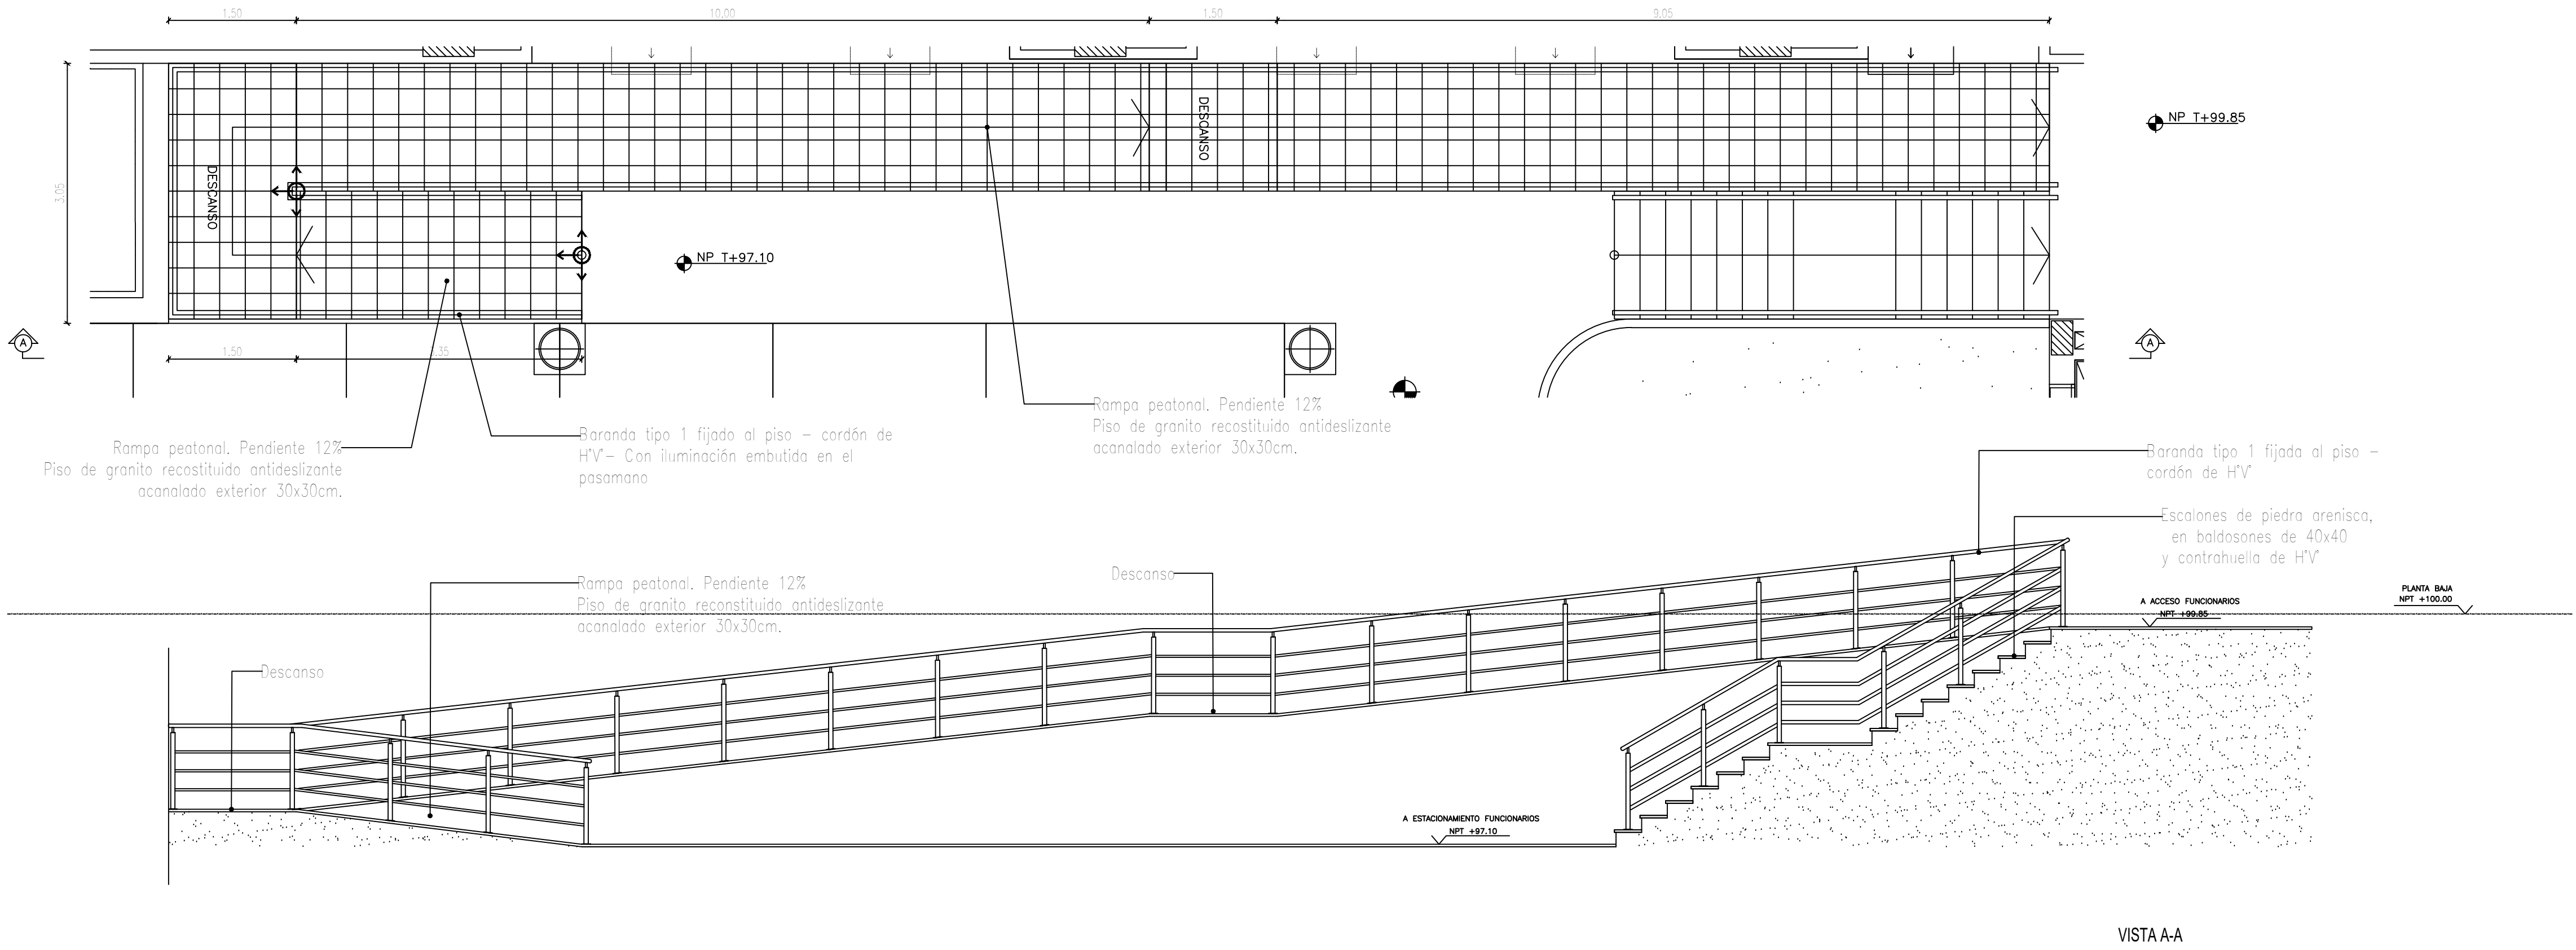 1.50
10.00
1.50
9.05
3.05
DESCANSO
DESCANSO
NP T+99.85
NP T+97.10
A
A
1.50
Rampa peatonal. Pendiente 12%
Piso de granito recostituido antideslizante
acanalado exterior 30x30cm.
Baranda tipo 1 fijado al piso – cordón de
H°V°– Con iluminación embutida en el
pasamano
Rampa peatonal. Pendiente 12%
Piso de granito recostituido antideslizante
acanalado exterior 30x30cm.
Baranda tipo 1 fijada al piso –
cordón de H°V°
Escalones de piedra arenisca,
en baldosones de 40x40
y contrahuella de H°V°
Rampa peatonal. Pendiente 12%
Piso de granito reconstituido antideslizante
acanalado exterior 30x30cm.
Descanso
Descanso
A ACCESO FUNCIONARIOS
NPT +99.85
PLANTA BAJA
NPT +100.00
A ESTACIONAMIENTO FUNCIONARIOS
NPT +97.10
VISTA A-A